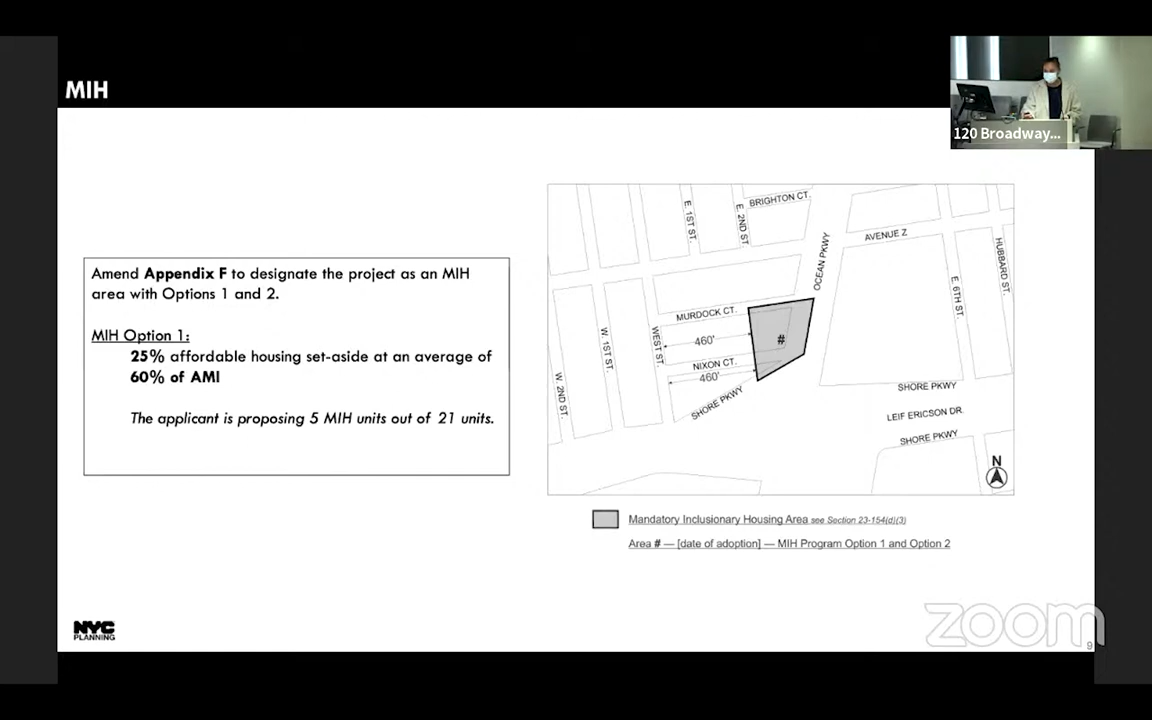 MIH
120 Broadway...
Amend Appendix F to designate the project as an MIH
area with Options 1 and 2.
MIH Option 1:
25% affordable housing set-aside at an average of
60% of AMI
The applicant is proposing 5 MIH units out of 21 units.
BRIGHTON CT.
E. 1ST ST.
E. 2ND ST.
OCEAN PKWY
AVENUE Z
HUBBARD ST.
E. 6TH ST.
MURDOCK CT.
W. 1ST ST.
WEST ST.
460'
#
NIXON CT.
460'
W. 2ND ST.
SHORE PKWY
SHORE PKWY
LEIF ERICSON DR.
SHORE PKWY
N
Mandatory Inclusionary Housing Area see Section 23-154(d)(3)
Area # — [date of adoption] — MIH Program Option 1 and Option 2
NYC
PLANNING
zoom
9